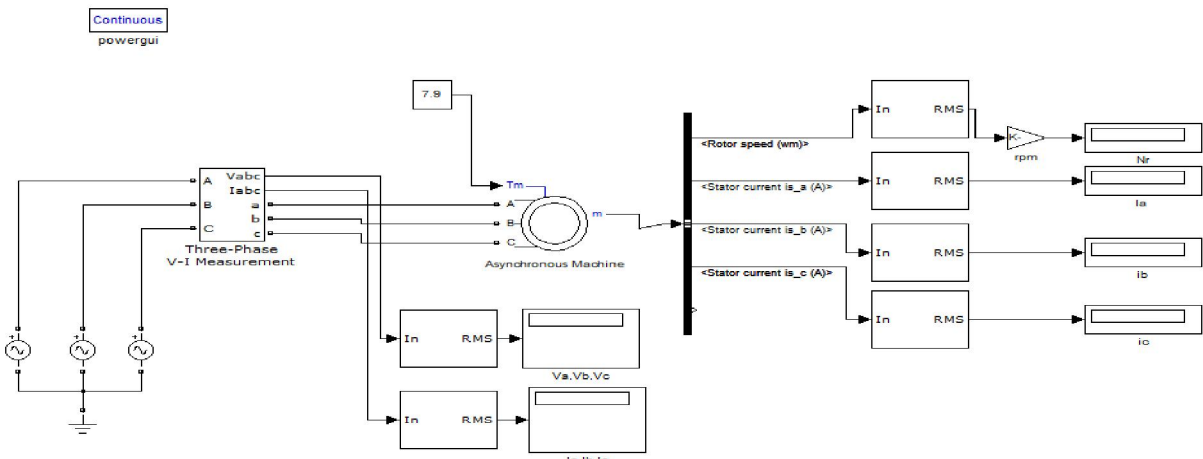 Continuous
powergui
7.9
Tm
A
B
C
m
Asynchronous Machine
A
B
C
Vabc
Iabc
a
b
c
Three-Phase
V-I Measurement
In RMS
Va,Vb,Vc
In RMS
<Rotor speed (wm)>
<Stator current is_a (A)>
<Stator current is_b (A)>
<Stator current is_c (A)>
In RMS
K-
rpm
Nr
In RMS
Ia
In RMS
ib
In RMS
ic